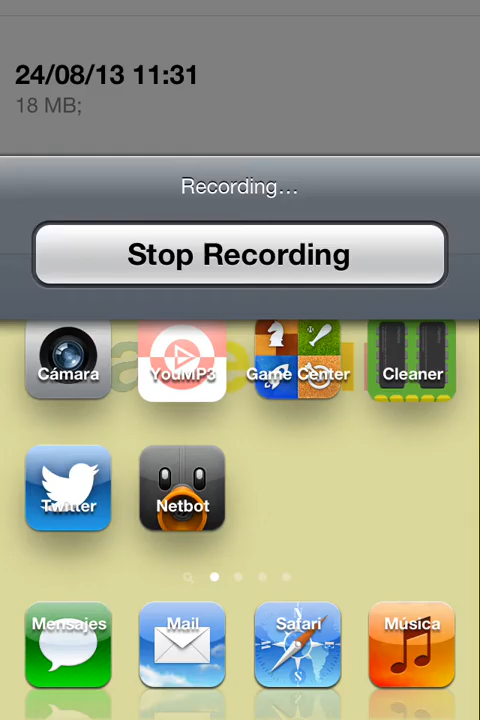 24/08/13 11:31
18 MB;
Recording...
Stop Recording
Cámara YouMP3 Game Center Cleaner
Twitter Netbot
Mensajes Mail Safari Música